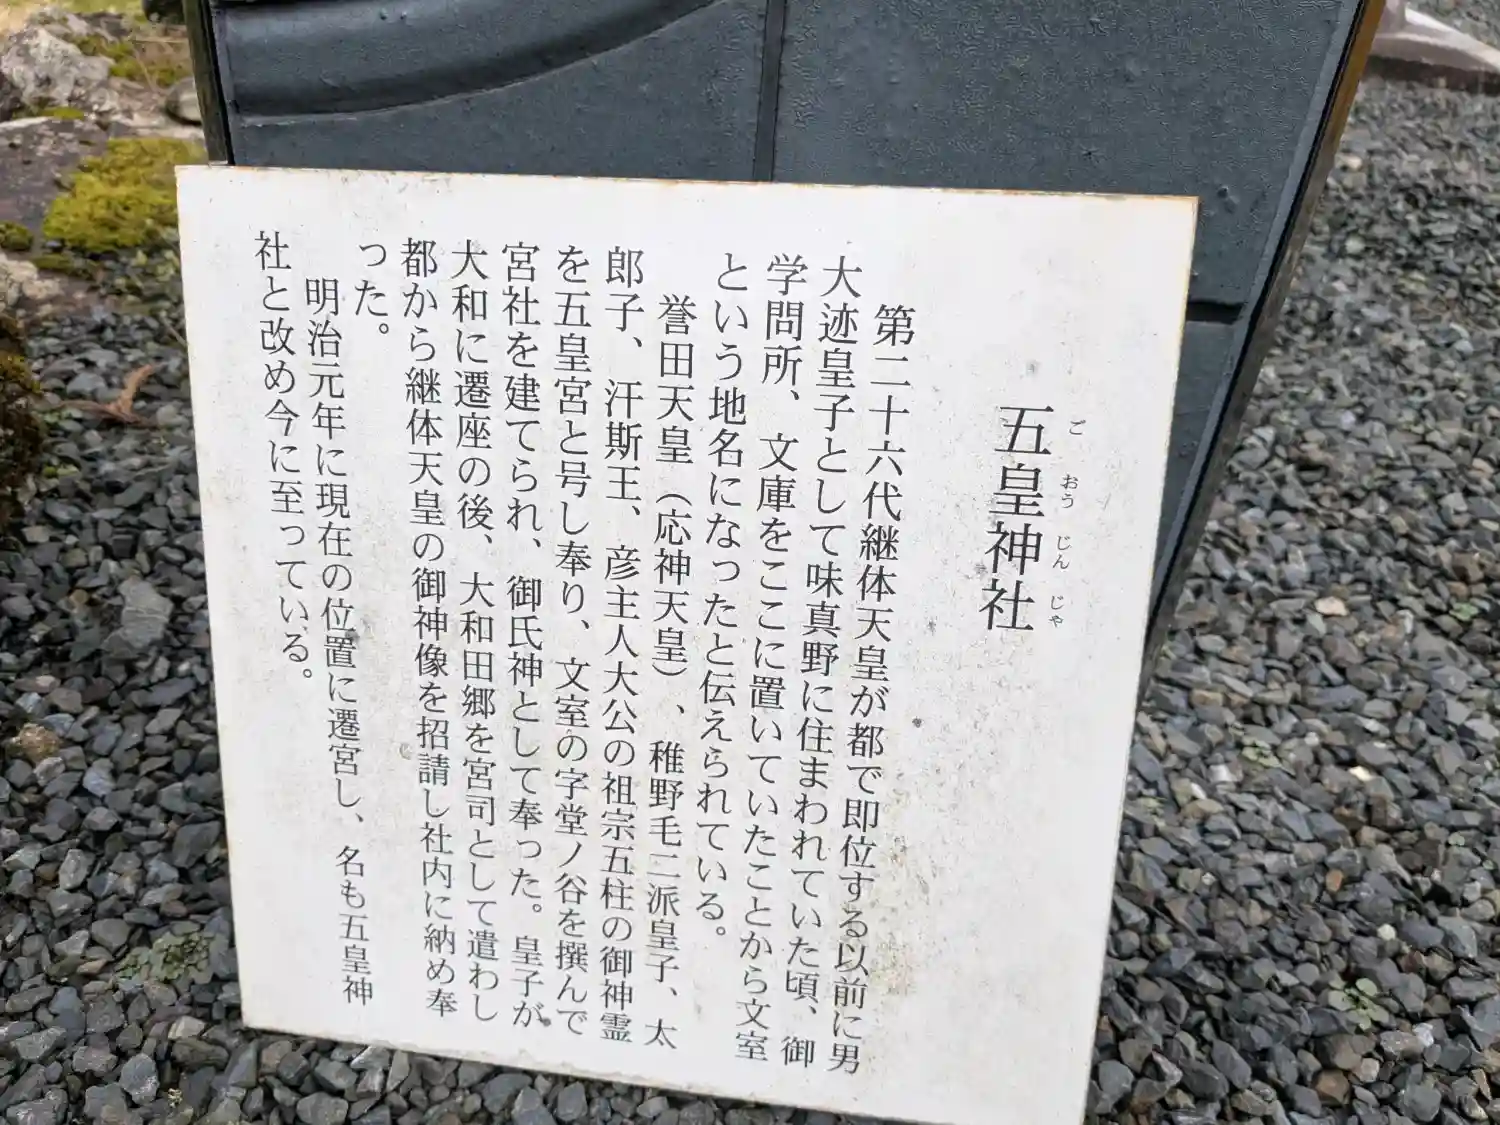 五皇神社
ご おう じん じゃ
第二十六代継体天皇が都で即位する以前に男
大迹皇子として味真野に住まわれていた頃、御
学問所、文庫をここに置いていたことから文室
という地名になったと伝えられている。
誉田天皇（応神天皇）、稚野毛二派皇子、太
郎子、汙斯王、彦主人大公の祖宗五柱の御神霊
を五皇宮と号し奉り、文室の字堂ノ谷を撰んで
宮社を建てられ、御氏神として奉った。皇子が
大和に遷座の後、大和田郷を宮司として遣わし
都から継体天皇の御神像を招請し社内に納め奉
った。
明治元年に現在の位置に遷宮し、名も五皇神
社と改め今に至っている。